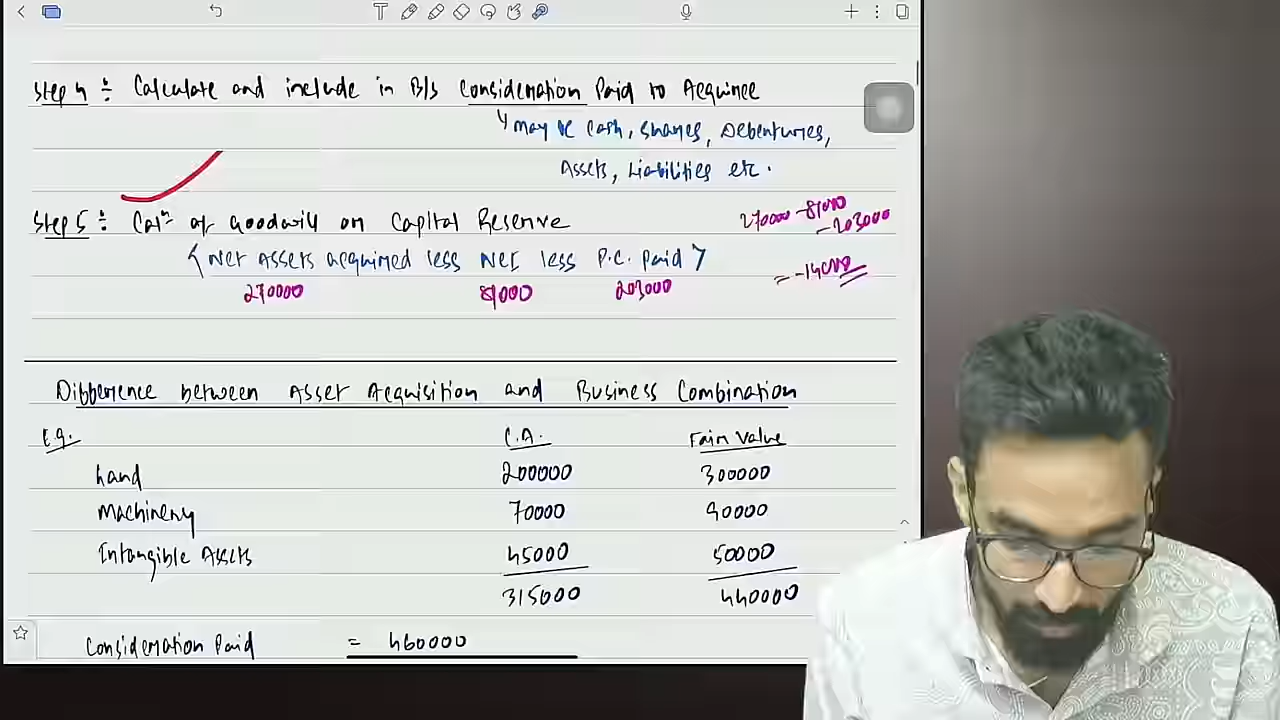 Step 4 ÷ Calculate and include in B/S Consideration Paid to Acquiree
May be Cash, Shares, Debentures,
Assets, Liabilities etc.
Step 5 ÷ Calⁿ of Goodwill or Capital Reserve
270000 - 81000
- 203000
< Net Assets acquired less NCI less P.C. Paid >
= -14000
270000 81000 203000
Difference between Asset Acquisition and Business Combination
E.g. C.A. Fair Value
Land 200000 300000
Machinery 70000 90000
Intangible Assets 45000 50000
315000 440000
Consideration Paid = 460000